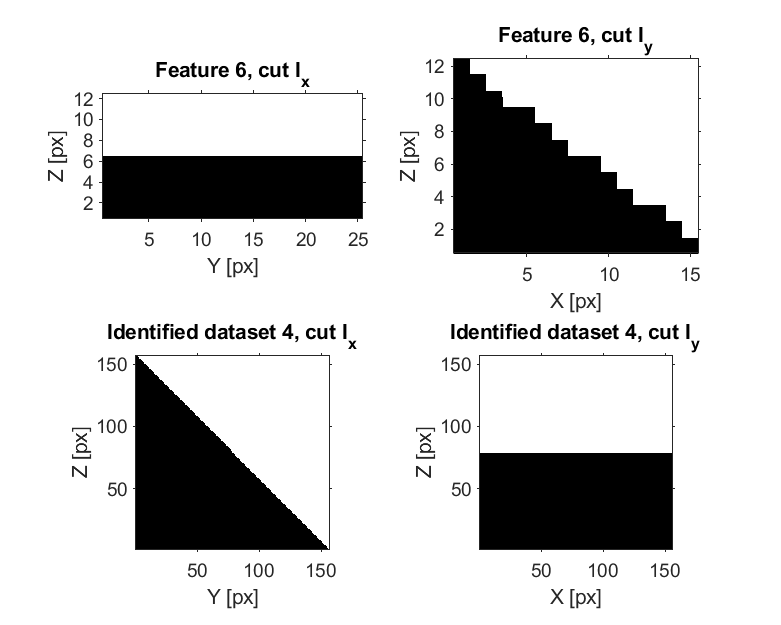 Feature 6, cut I_x
12
10
8
6
4
2
Z [px]
5 10 15 20 25
Y [px]
Feature 6, cut I_y
12
10
8
6
4
2
Z [px]
5 10 15
X [px]
Identified dataset 4, cut I_x
150
100
50
Z [px]
50 100 150
Y [px]
Identified dataset 4, cut I_y
150
100
50
Z [px]
50 100 150
X [px]